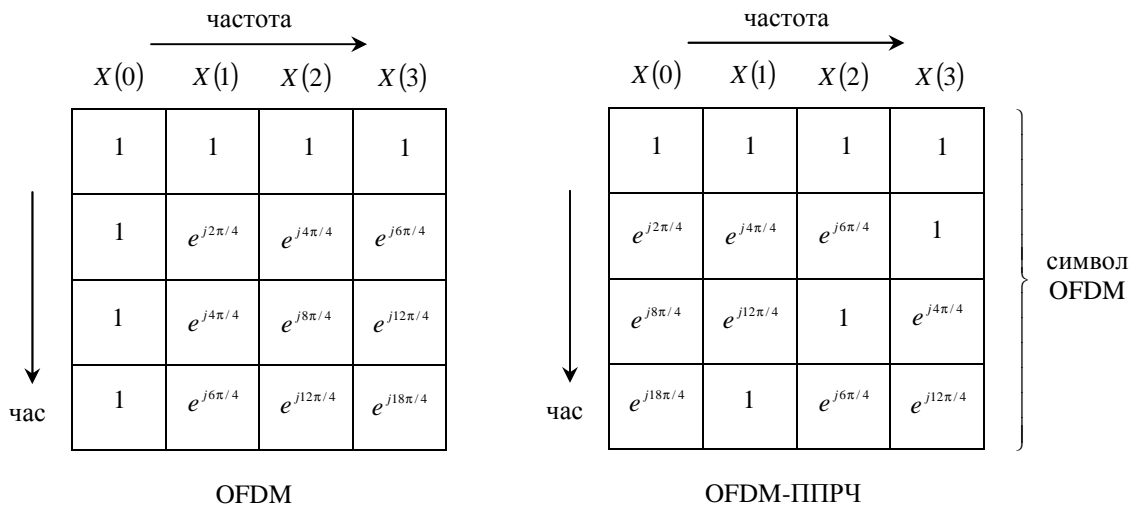 частота частота
X(0) X(1) X(2) X(3) X(0) X(1) X(2) X(3)
1 1 1 1 1 1 1 1
1 e^{j2π/4} e^{j4π/4} e^{j6π/4} e^{j2π/4} e^{j4π/4} e^{j6π/4} 1
символ
OFDM
1 e^{j4π/4} e^{j8π/4} e^{j12π/4} e^{j8π/4} e^{j12π/4} 1 e^{j4π/4}
час 1 e^{j6π/4} e^{j12π/4} e^{j18π/4} час e^{j18π/4} 1 e^{j6π/4} e^{j12π/4}
OFDM OFDM-ППРЧ